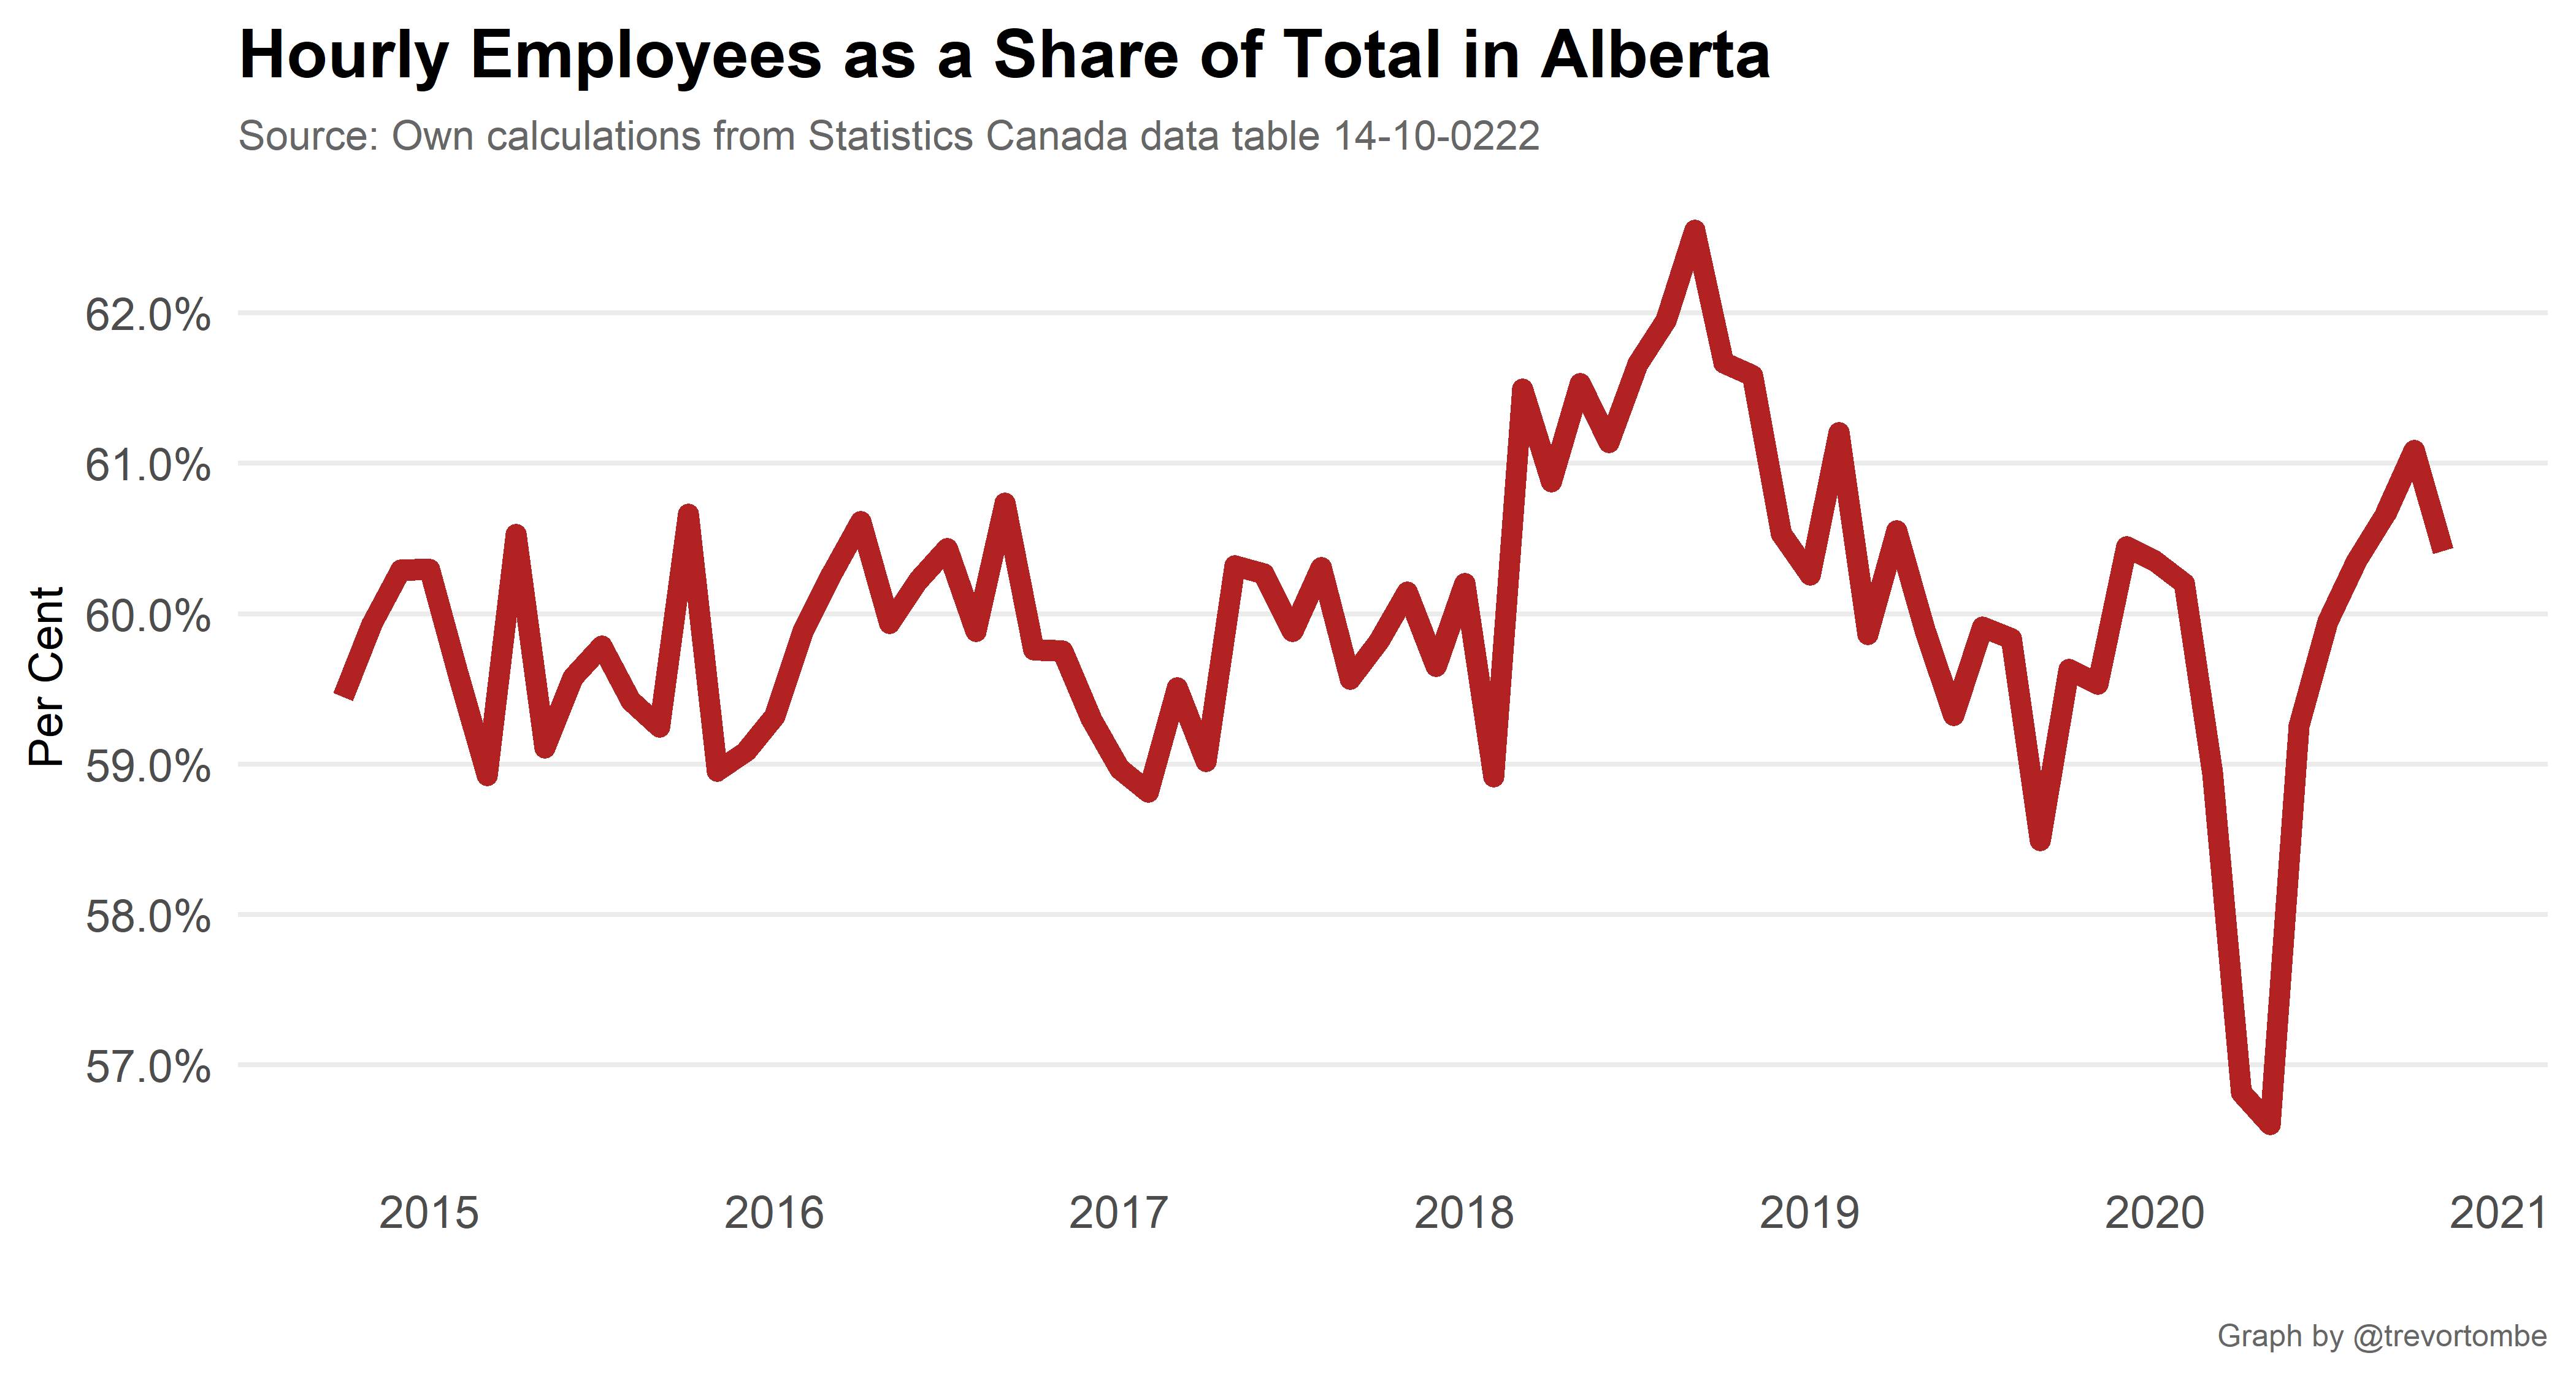 Hourly Employees as a Share of Total in Alberta
Source: Own calculations from Statistics Canada data table 14-10-0222
Per Cent
62.0%
61.0%
60.0%
59.0%
58.0%
57.0%
2015 2016 2017 2018 2019 2020 2021
Graph by @trevortombe